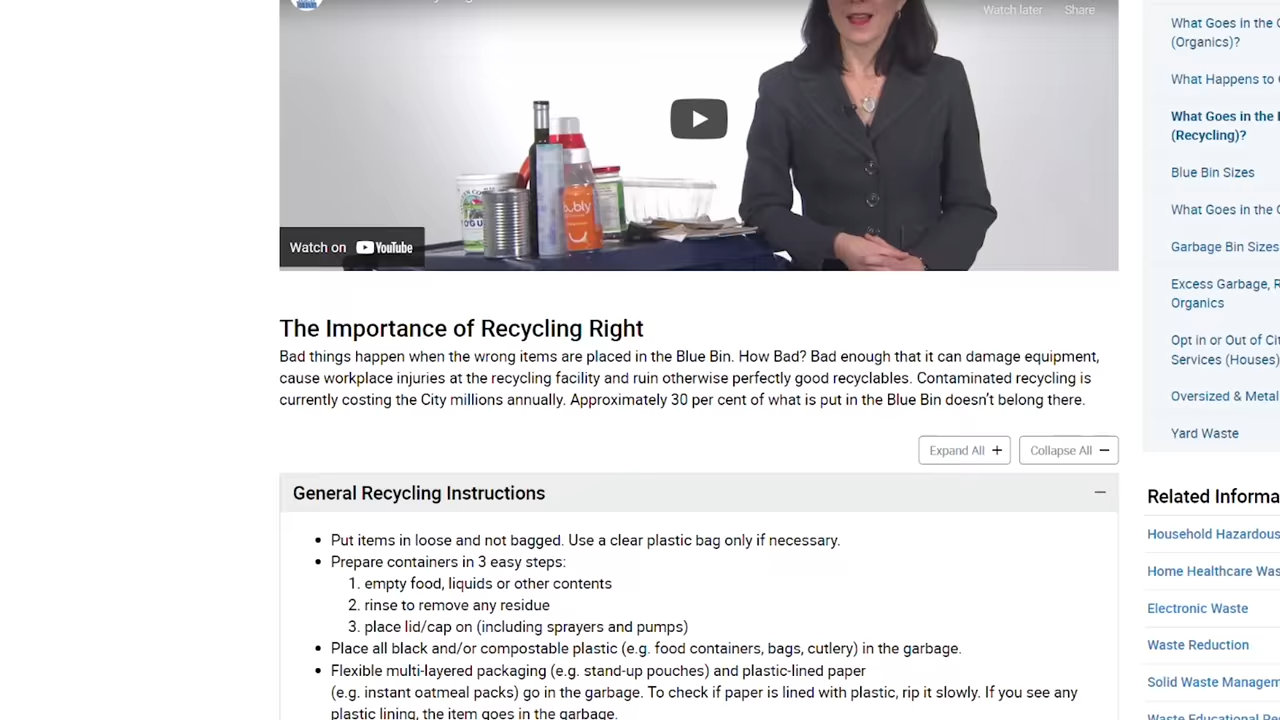 Watch later
Share
bubly
Watch on YouTube
The Importance of Recycling Right
Bad things happen when the wrong items are placed in the Blue Bin. How Bad? Bad enough that it can damage equipment,
cause workplace injuries at the recycling facility and ruin otherwise perfectly good recyclables. Contaminated recycling is
currently costing the City millions annually. Approximately 30 per cent of what is put in the Blue Bin doesn't belong there.
Expand All +
Collapse All −
General Recycling Instructions −
• Put items in loose and not bagged. Use a clear plastic bag only if necessary.
• Prepare containers in 3 easy steps:
1. empty food, liquids or other contents
2. rinse to remove any residue
3. place lid/cap on (including sprayers and pumps)
• Place all black and/or compostable plastic (e.g. food containers, bags, cutlery) in the garbage.
• Flexible multi-layered packaging (e.g. stand-up pouches) and plastic-lined paper
(e.g. instant oatmeal packs) go in the garbage. To check if paper is lined with plastic, rip it slowly. If you see any
plastic lining, the item goes in the garbage.
What Goes in the
(Organics)?
What Happens to
What Goes in the
(Recycling)?
Blue Bin Sizes
What Goes in the
Garbage Bin Sizes
Excess Garbage,
Organics
Opt in or Out of
Services (Houses)
Oversized & Metal
Yard Waste
Related
Household Hazardous
Home Healthcare
Electronic Waste
Waste Reduction
Solid Waste
Waste Educational